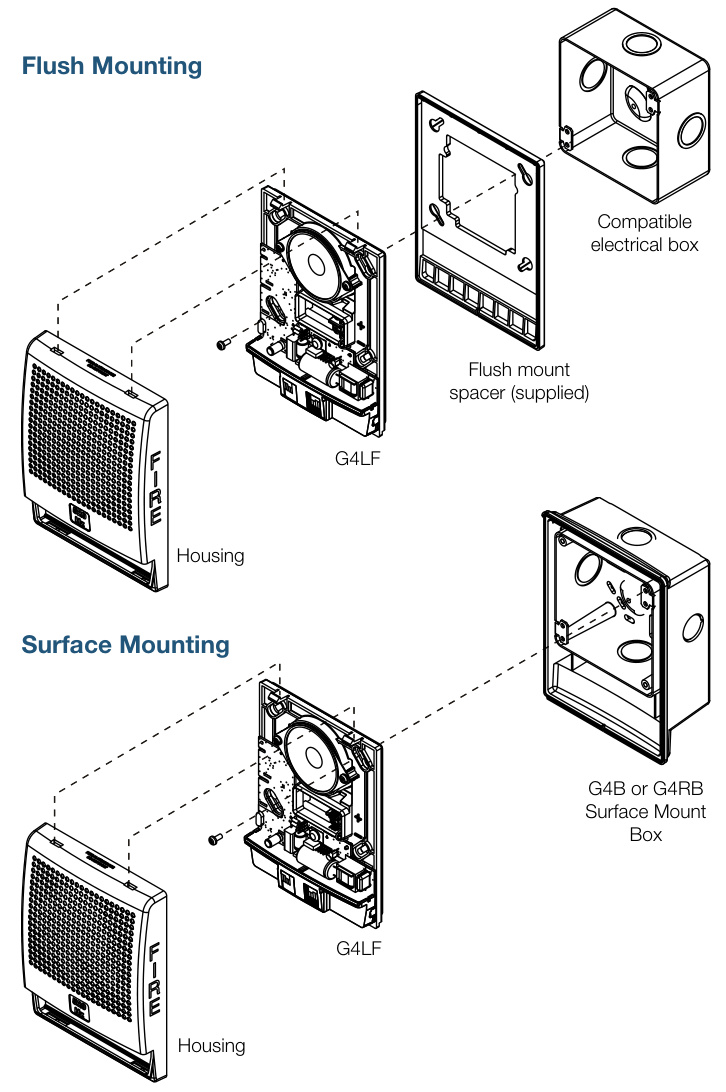 Flush Mounting
Compatible
electrical box
Flush mount
spacer (supplied)
G4LF
FIRE
Housing
Surface Mounting
G4B or G4RB
Surface Mount
Box
G4LF
FIRE
Housing